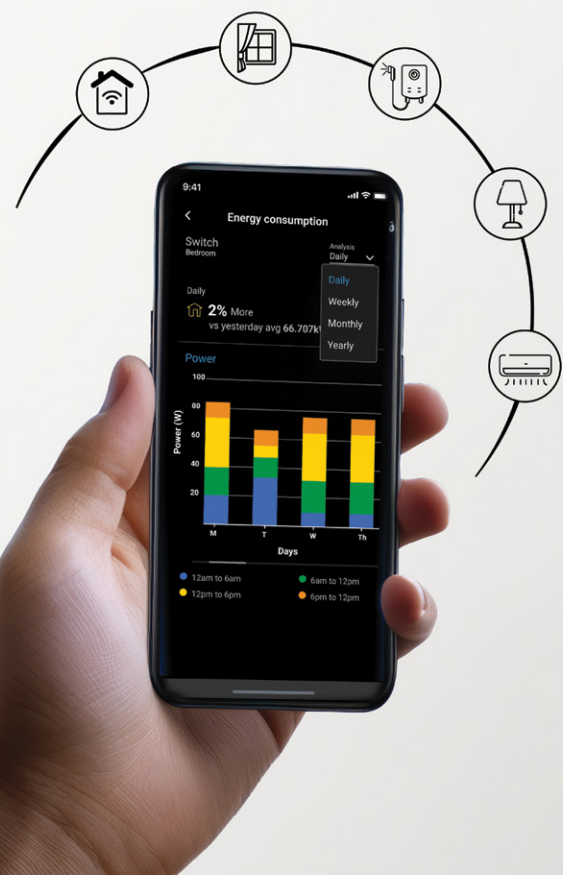 9:41
Energy consumption
Switch
Bedroom
Analysis
Daily
Daily
Weekly
Monthly
Yearly
Daily
2% More
vs yesterday avg 66.707k
Power
100
80
60
40
20
Power (W)
M T W Th
Days
12am to 6am
6am to 12pm
12pm to 6pm
6pm to 12pm